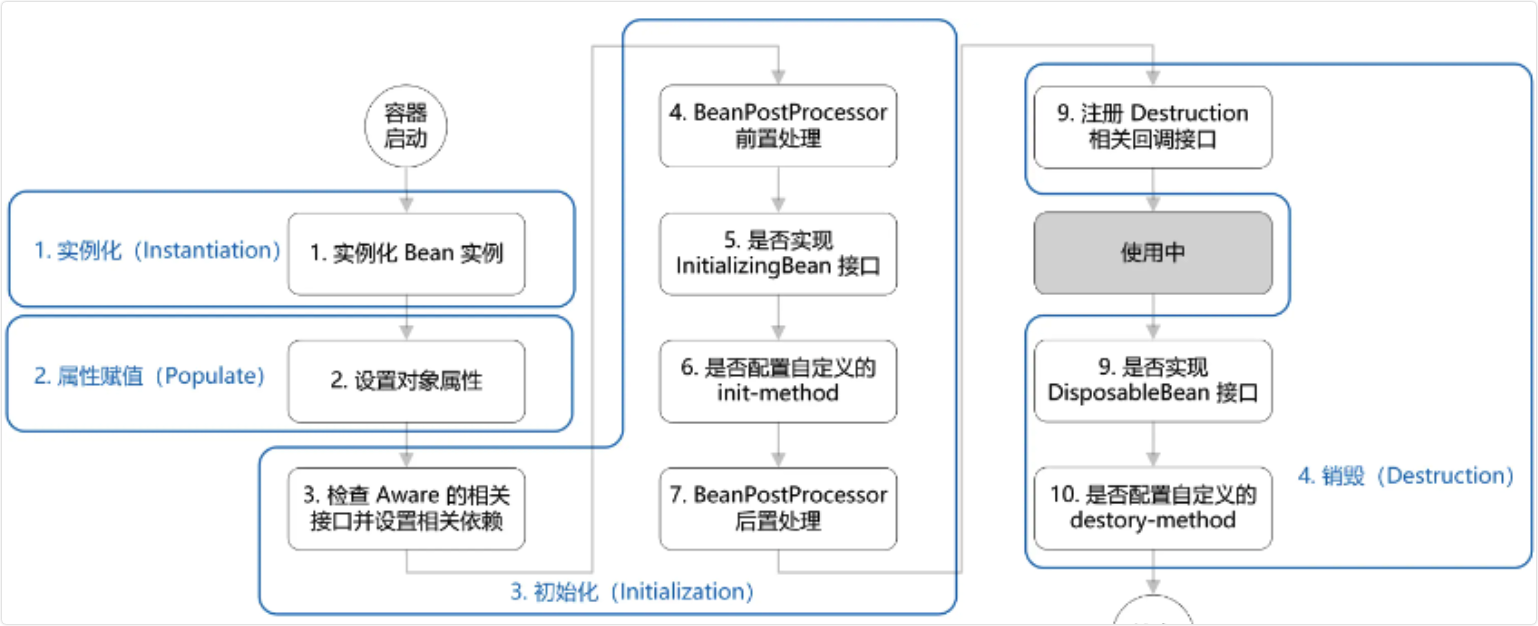 容器
启动
1. 实例化（Instantiation）
1. 实例化 Bean 实例
2. 属性赋值（Populate）
2. 设置对象属性
3. 检查 Aware 的相关
接口并设置相关依赖
4. BeanPostProcessor
前置处理
5. 是否实现
InitializingBean 接口
6. 是否配置自定义的
init-method
7. BeanPostProcessor
后置处理
3. 初始化（Initialization）
9. 注册 Destruction
相关回调接口
使用中
9. 是否实现
DisposableBean 接口
10. 是否配置自定义的
destory-method
4. 销毁（Destruction）